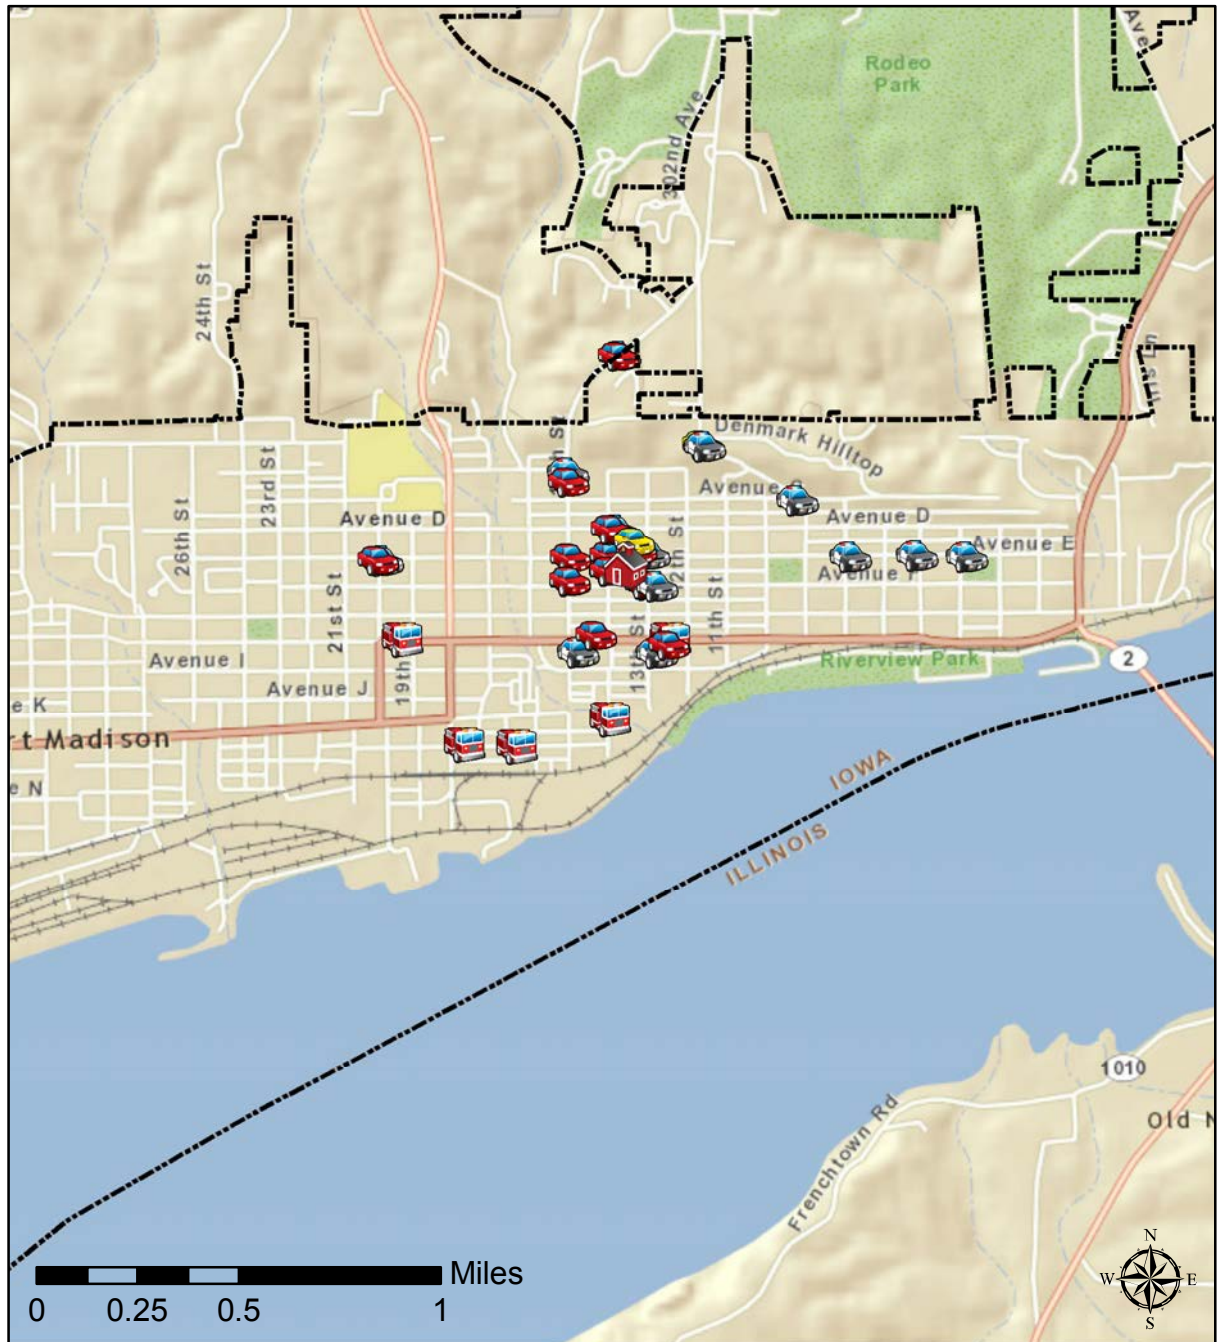 Rodeo
Park
Ave
302nd Ave
24th St
Denmark Hilltop
23rd St
26th St
Avenue
Avenue D
Avenue D
Avenue E
Avenue
21st St
11th St
13th St
19th
Avenue I
Riverview Park
2
Avenue J
e K
rt Madison
e N
IOWA
ILLINOIS
1010
Old N
Frenchtown Rd
Miles
0 0.25 0.5 1
N
W E
S